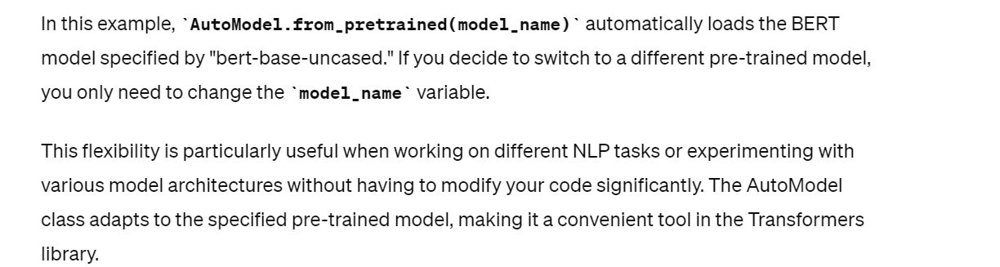 In this example, `AutoModel.from_pretrained(model_name)` automatically loads the BERT
model specified by "bert-base-uncased." If you decide to switch to a different pre-trained model,
you only need to change the `model_name` variable.
This flexibility is particularly useful when working on different NLP tasks or experimenting with
various model architectures without having to modify your code significantly. The AutoModel
class adapts to the specified pre-trained model, making it a convenient tool in the Transformers
library.